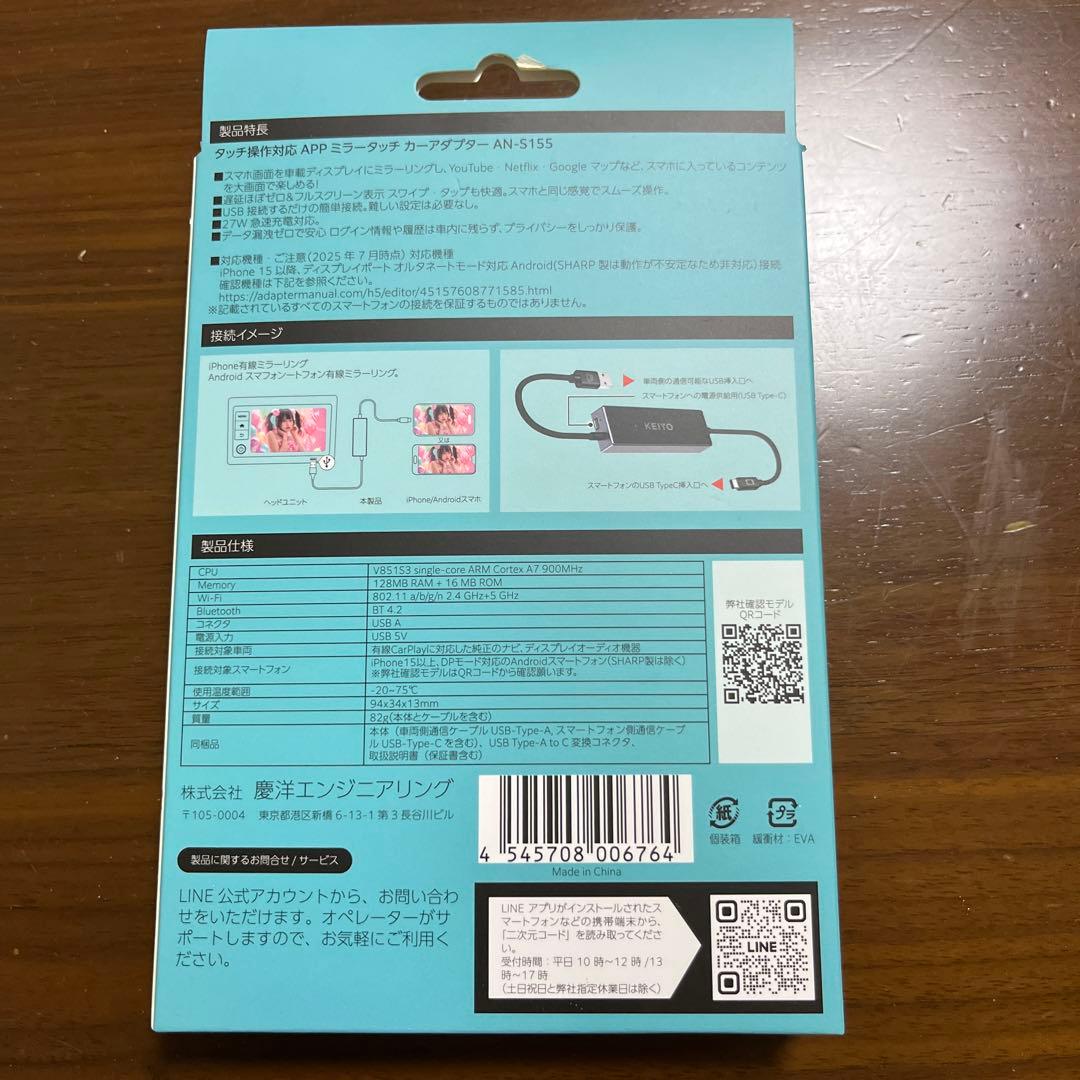 製品特長
タッチ操作対応 APP ミラータッチ カーアダプター AN-S155
■スマホ画面を車載ディスプレイにミラーリングし、YouTube・Netflix・Google マップなど、スマホに入っているコンテンツ
を大画面で楽しめる!
■遅延ほぼゼロ&フルスクリーン表示 スワイプ・タップも快適。スマホと同じ感覚でスムーズ操作。
■USB 接続するだけの簡単接続。難しい設定は必要なし。
■27W 急速充電対応。
■データ漏洩ゼロで安心 ログイン情報や履歴は車内に残らず、プライバシーをしっかり保護。
■対応機種・ご注意(2025 年 7 月時点) 対応機種
iPhone 15 以降、ディスプレイポート オルタネートモード対応 Android(SHARP 製は動作が不安定なため非対応)接続
確認機種は下記を参照ください。
https://adaptermanual.com/h5/editor/45157608771585.html
※記載されているすべてのスマートフォンの接続を保証するものではありません。
接続イメージ
iPhone有線ミラーリング
Android スマフォンートフォン有線ミラーリング。
又は
ヘッドユニット
本製品
iPhone/Androidスマホ
車両側の通信可能なUSB挿入口へ
スマートフォンへの電源供給用(USB Type-C)
KEIYO
スマートフォンのUSB TypeC挿入口へ
製品仕様
CPU V851S3 single-core ARM Cortex A7 900MHz
Memory 128MB RAM + 16 MB ROM
Wi-Fi 802.11 a/b/g/n 2.4 GHz+5 GHz
Bluetooth BT 4.2
コネクタ USB A
電源入力 USB 5V
接続対象車両 有線CarPlayに対応した純正のナビ、ディスプレイオーディオ機器
接続対象スマートフォン iPhone15以上、DPモード対応のAndroidスマートフォン(SHARP製は除く)
※弊社確認モデルはQRコードから確認願います。
使用温度範囲 -20~75℃
サイズ 94x34x13mm
質量 82g(本体とケーブルを含む)
同梱品 本体(車両側通信ケーブル USB-Type-A, スマートフォン側通信ケーブ
ル USB-Type-C を含む)、USB Type-A to C 変換コネクタ、
取扱説明書(保証書含む)
弊社確認モデル
QRコード
株式会社 慶洋エンジニアリング
〒105-0004 東京都港区新橋 6-13-1 第 3 長谷川ビル
製品に関するお問合せ / サービス
LINE 公式アカウントから、お問い合わ
せをいただけます。オペレーターがサ
ポートしますので、お気軽にご利用く
ださい。
4 545708 006764
Made in China
紙
個装箱
プラ
緩衝材:EVA
LINE アプリがインストールされたス
マートフォンなどの携帯端末から、
「二次元コード」を読み取ってくださ
い。
受付時間:平日 10 時~12 時 /13
時~17 時
(土日祝日と弊社指定休業日は除く)
LINE